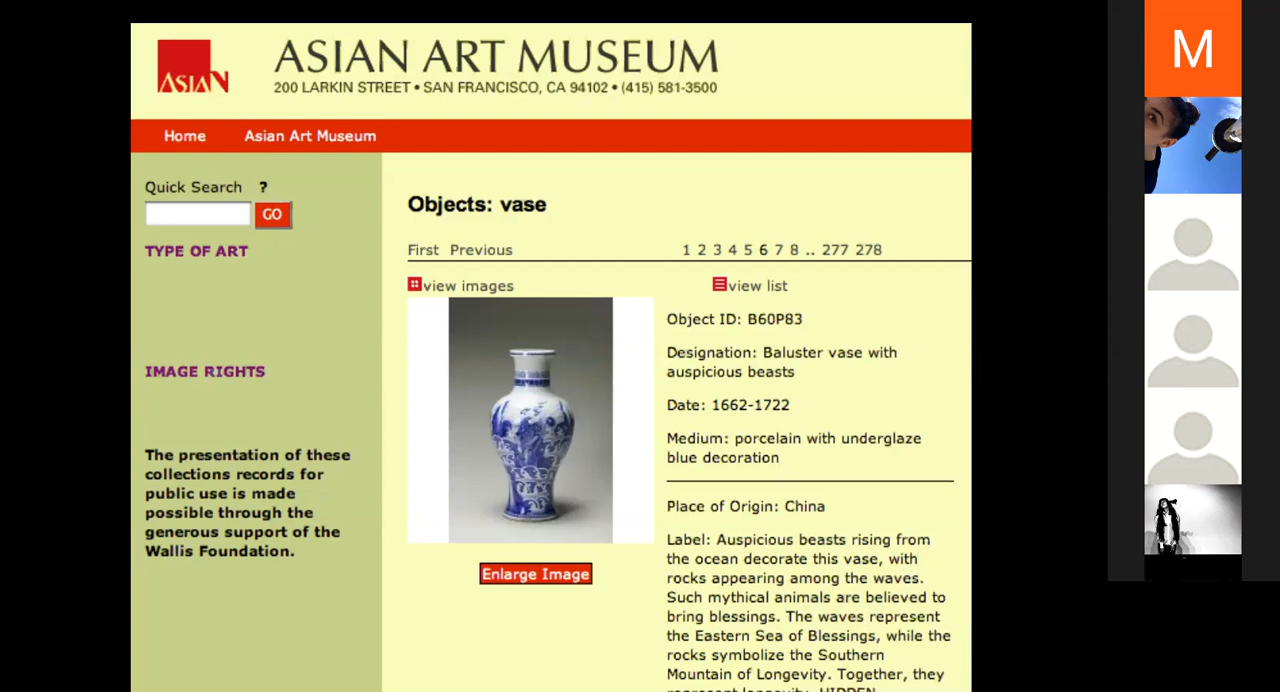 ASIAN
ASIAN ART MUSEUM
200 LARKIN STREET • SAN FRANCISCO, CA 94102 • (415) 581-3500
Home Asian Art Museum
Quick Search ?
GO
TYPE OF ART
IMAGE RIGHTS
The presentation of these
collections records for
public use is made
possible through the
generous support of the
Wallis Foundation.
Objects: vase
First Previous 1 2 3 4 5 6 7 8 .. 277 278
view images view list
Enlarge Image
Object ID: B60P83
Designation: Baluster vase with
auspicious beasts
Date: 1662-1722
Medium: porcelain with underglaze
blue decoration
Place of Origin: China
Label: Auspicious beasts rising from
the ocean decorate this vase, with
rocks appearing among the waves.
Such mythical animals are believed to
bring blessings. The waves represent
the Eastern Sea of Blessings, while the
rocks symbolize the Southern
Mountain of Longevity. Together, they
represent longevity. HIDDEN
M